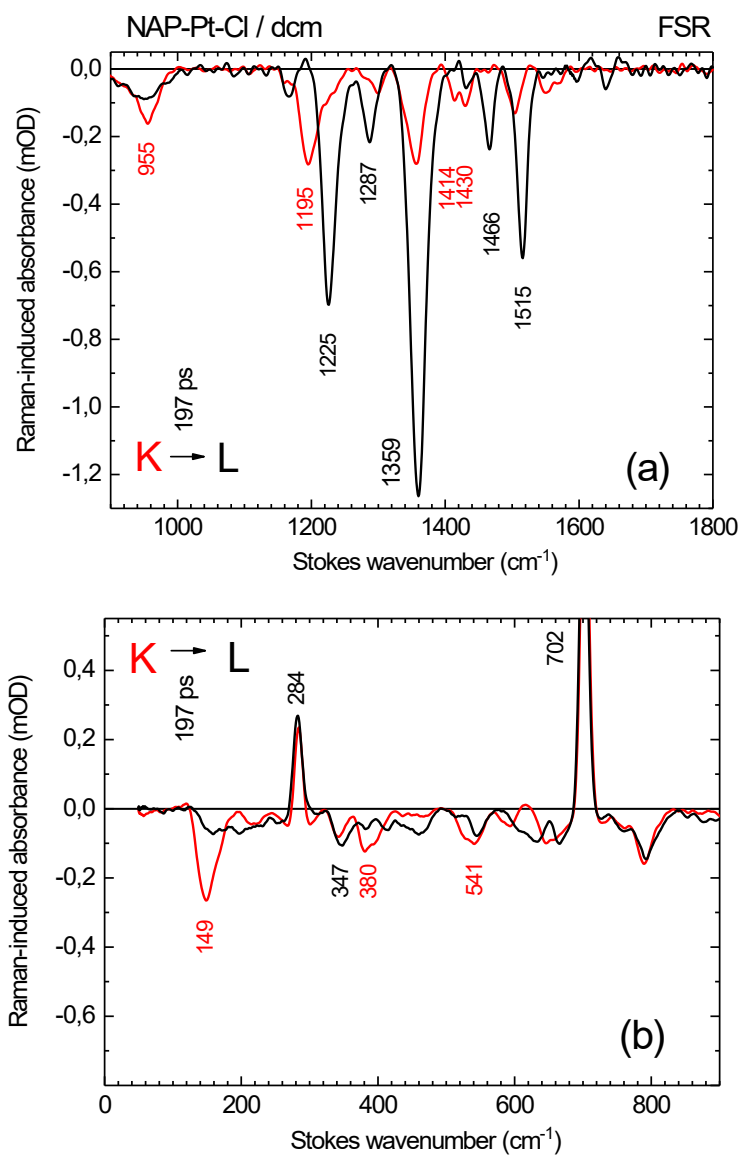 NAP-Pt-Cl / dcm FSR
0,0
-0,2
-0,4
-0,6
-0,8
-1,0
-1,2
Raman-induced absorbance (mOD)
955
1195
1225
1287
1359
1414
1430
1466
1515
197 ps
K → L
(a)
1000 1200 1400 1600 1800
Stokes wavenumber (cm⁻¹)
0,4
0,2
0,0
-0,2
-0,4
-0,6
Raman-induced absorbance (mOD)
K → L
197 ps
149
284
347
380
541
702
(b)
0 200 400 600 800
Stokes wavenumber (cm⁻¹)